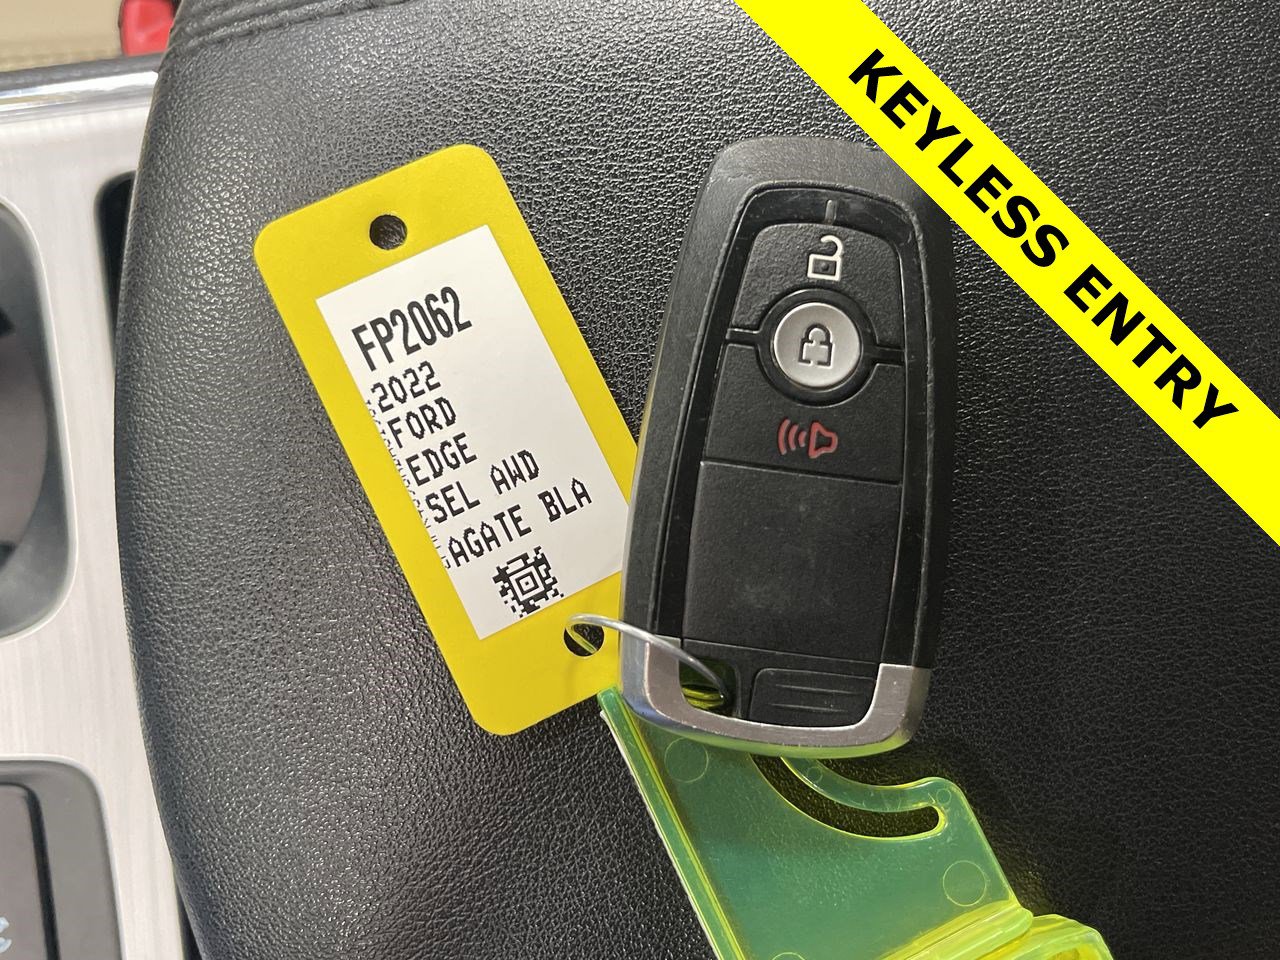 KEYLESS ENTRY
FP2062
2022
FORD
EDGE
SEL AWD
AGATE BLA